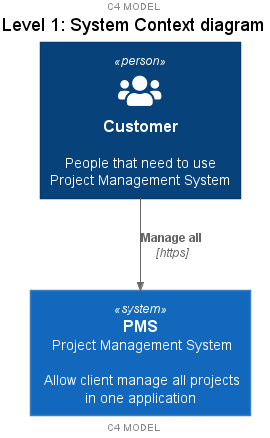 C4 MODEL
Level 1: System Context diagram
«person»
Customer
People that need to use
Project Management System
Manage all
[https]
«system»
PMS
Project Management System
Allow client manage all projects
in one application
C4 MODEL